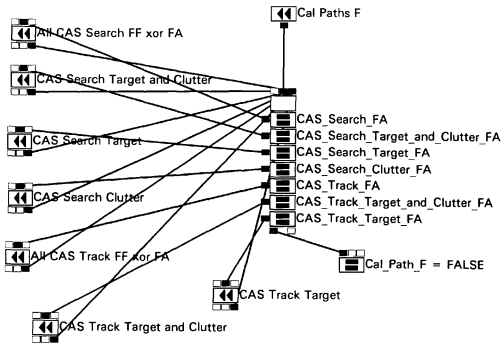 Cal Paths F
All CAS Search FF xor FA
CAS Search Target and Clutter
CAS_Search_FA
CAS_Search_Target_and_Clutter_FA
CAS Search Target
CAS_Search_Target_FA
CAS_Search_Clutter_FA
CAS_Track_FA
CAS Search Clutter
CAS_Track_Target_and_Clutter_FA
CAS_Track_Target_FA
All CAS Track FF xor FA
Cal_Path_F = FALSE
CAS Track Target
CAS Track Target and Clutter